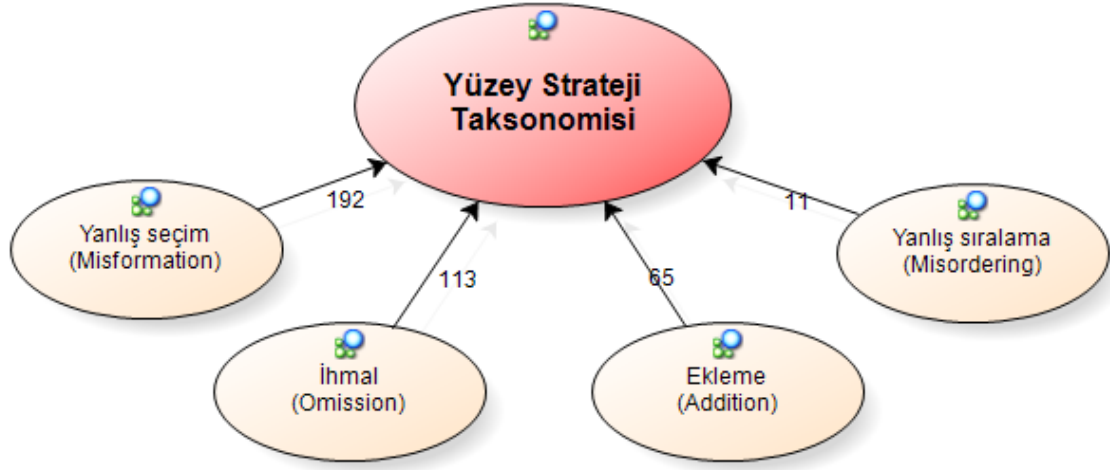 Yüzey Strateji
Taksonomisi
192
11
Yanlış seçim
(Misformation)
Yanlış sıralama
(Misordering)
113
65
İhmal
(Omission)
Ekleme
(Addition)